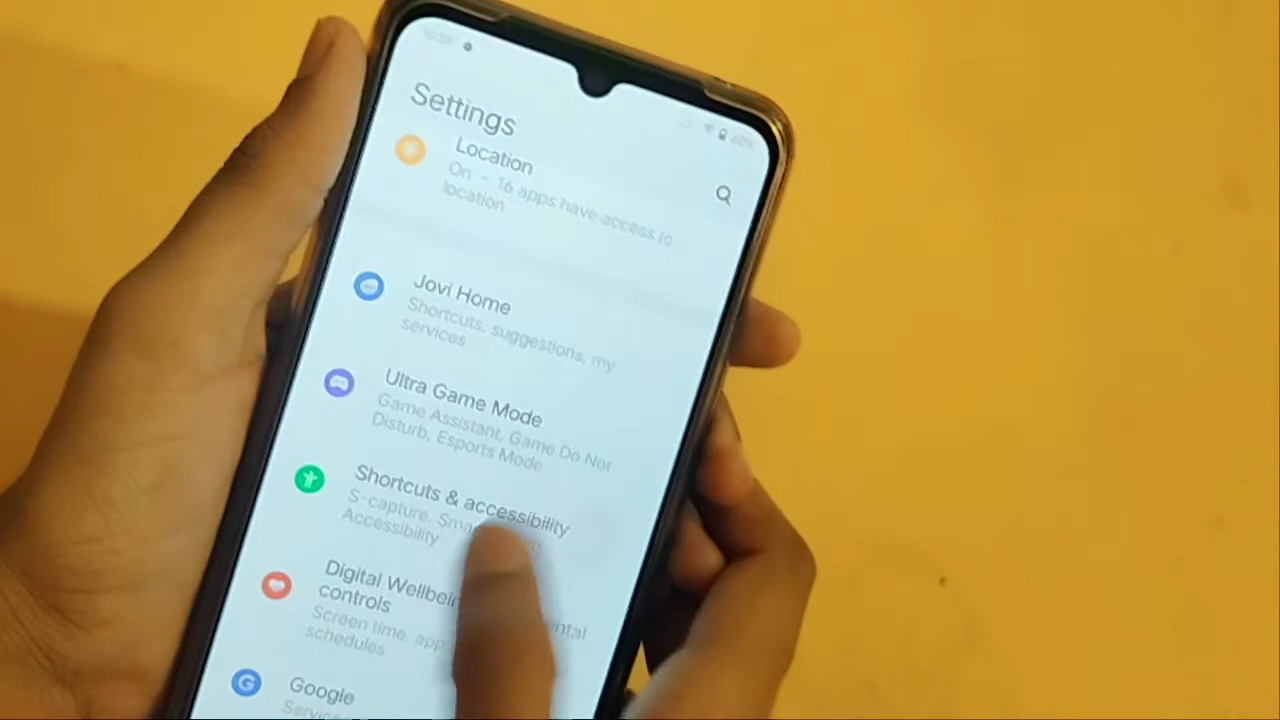 Settings
Location
On – 16 apps have access to
location
Jovi Home
Shortcuts, suggestions, my
services
Ultra Game Mode
Game Assistant, Game Do Not
Disturb, Esports Mode
Shortcuts & accessibility
S-capture,
Accessibility
Digital
controls
Screen time,
schedules
Google